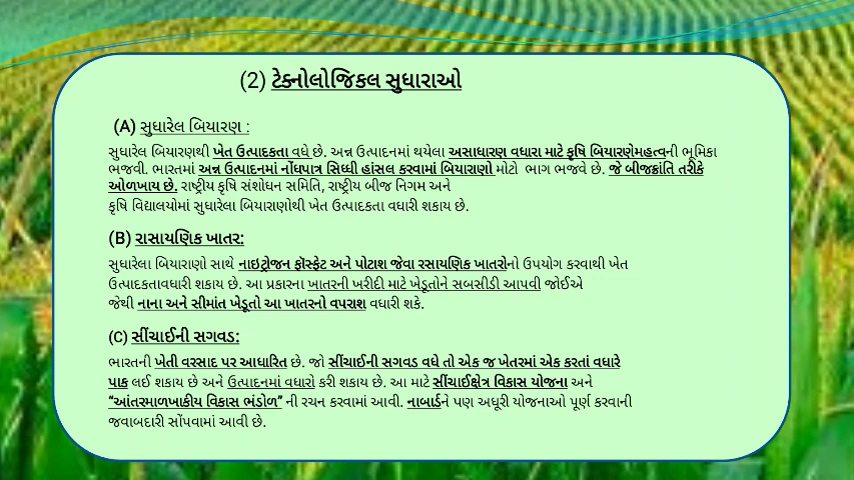 (2) ટેક્નોલોજિકલ સુધારાઓ
(A) સુધારેલ બિયારણ :
સુધારેલ બિયારણથી ખેત ઉત્પાદકતા વધે છે. અન્ન ઉત્પાદનમાં થયેલા અસાધારણ વધારા માટે કૃષિ બિયારણેમહત્વની ભૂમિકા
ભજવી. ભારતમાં અન્ન ઉત્પાદનમાં નોંધપાત્ર સિધ્ધી હાંસલ કરવામાં બિયારાણો મોટો ભાગ ભજવે છે. જે બીજક્રાંતિ તરીકે
ઓળખાય છે. રાષ્ટ્રીય કૃષિ સંશોધન સમિતિ, રાષ્ટ્રીય બીજ નિગમ અને
કૃષિ વિદ્યાલયોમાં સુધારેલા બિયારાણોથી ખેત ઉત્પાદકતા વધારી શકાય છે.
(B) રાસાયણિક ખાતર:
સુધારેલા બિયારાણો સાથે નાઇટ્રોજન ફૉસ્ફેટ અને પોટાશ જેવા રસાયણિક ખાતરોનો ઉપયોગ કરવાથી ખેત
ઉત્પાદકતાવધારી શકાય છે. આ પ્રકારના ખાતરની ખરીદી માટે ખેડૂતોને સબસીડી આપવી જોઈએ
જેથી નાના અને સીમાંત ખેડૂતો આ ખાતરનો વપરાશ વધારી શકે.
(C) સીંચાઈની સગવડ:
ભારતની ખેતી વરસાદ પર આધારિત છે. જો સીંચાઈની સગવડ વધે તો એક જ ખેતરમાં એક કરતાં વધારે
પાક લઈ શકાય છે અને ઉત્પાદનમાં વધારો કરી શકાય છે. આ માટે સીંચાઈક્ષેત્ર વિકાસ યોજના અને
“આંતરમાળખાકીય વિકાસ ભંડોળ” ની રચન કરવામાં આવી. નાબાર્ડને પણ અધૂરી યોજનાઓ પૂર્ણ કરવાની
જવાબદારી સોંપવામાં આવી છે.